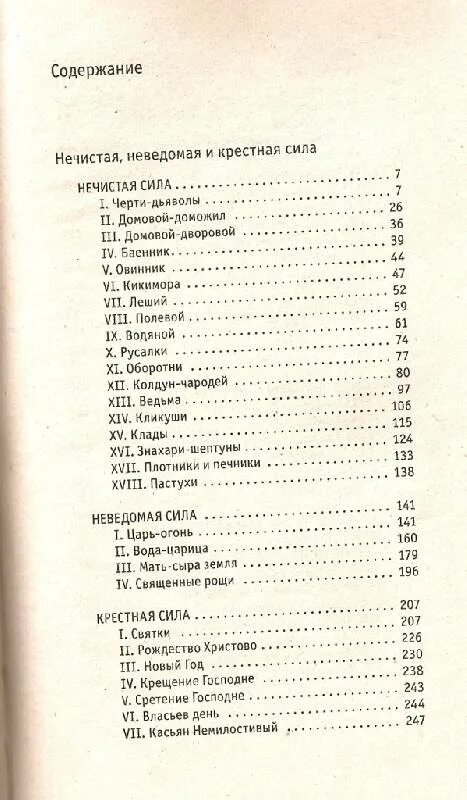 Содержание
Нечистая, неведомая и крестная сила
НЕЧИСТАЯ СИЛА 7
I. Черти-дьяволы 7
II. Домовой-доможил 26
III. Домовой-дворовой 36
IV. Баенник 39
V. Овинник 44
VI. Кикимора 47
VII. Леший 52
VIII. Полевой 59
IX. Водяной 61
X. Русалки 74
XI. Оборотни 77
XII. Колдун-чародей 80
XIII. Ведьма 97
XIV. Кликуши 106
XV. Клады 115
XVI. Знахари-шептуны 124
XVII. Плотники и печники 133
XVIII. Пастухи 138
НЕВЕДОМАЯ СИЛА 141
I. Царь-огонь 141
II. Вода-царица 160
III. Мать-сыра земля 179
IV. Священные рощи 196
КРЕСТНАЯ СИЛА 207
I. Святки 207
II. Рождество Христово 226
III. Новый Год 230
IV. Крещение Господне 238
V. Сретение Господне 243
VI. Власьев день 244
VII. Касьян Немилостивый 247